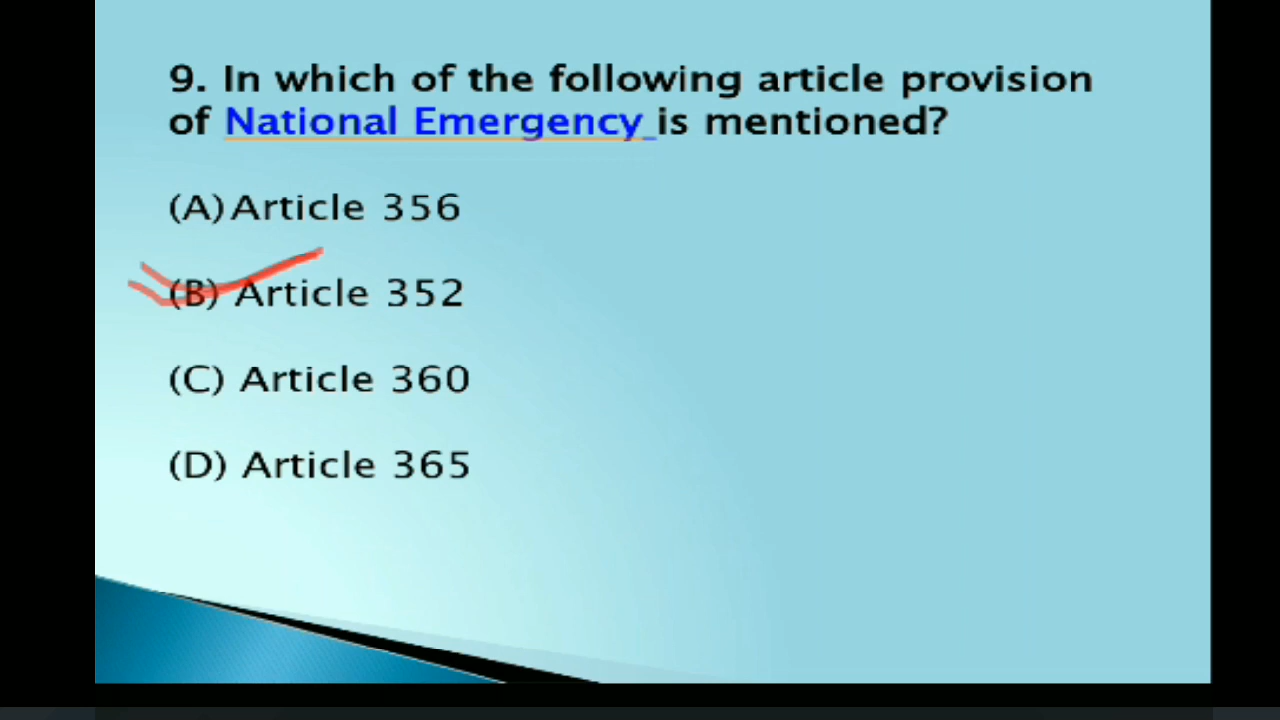 9. In which of the following article provision
of National Emergency is mentioned?
(A) Article 356
(B) Article 352
(C) Article 360
(D) Article 365